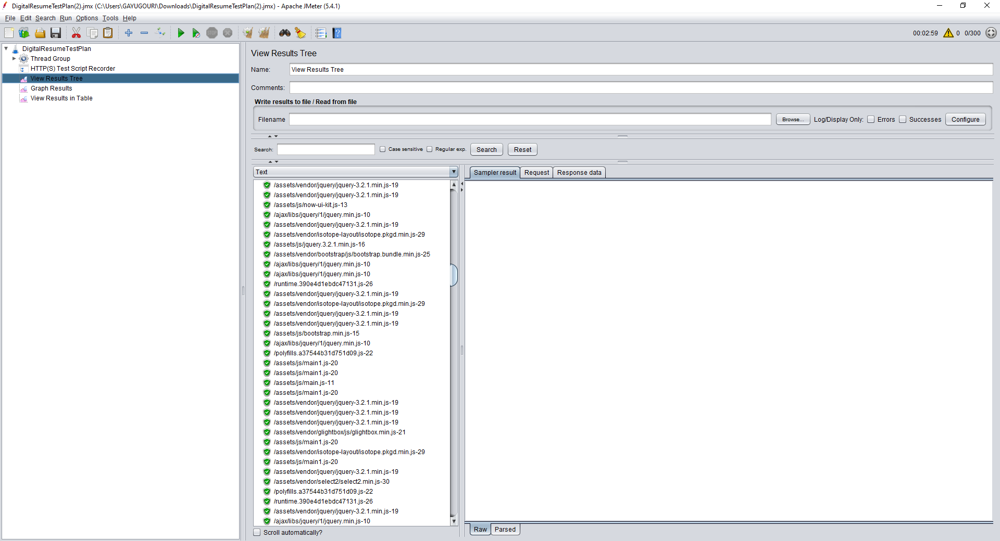 DigitalResumeTestPlan(2).jmx (C:\Users\GAYUGOURI\Downloads\DigitalResumeTestPlan(2).jmx) - Apache JMeter (5.4.1)
File Edit Search Run Options Tools Help
STOP
00:02:59 0 0/300
DigitalResumeTestPlan
Thread Group
HTTP(S) Test Script Recorder
View Results Tree
Graph Results
View Results in Table
View Results Tree
Name: View Results Tree
Comments:
Write results to file / Read from file
Filename Browse... Log/Display Only: Errors Successes Configure
Search: Case sensitive Regular exp. Search Reset
Text
/assets/vendor/jquery/jquery-3.2.1.min.js-19
/assets/vendor/jquery/jquery-3.2.1.min.js-19
/assets/js/now-ui-kit.js-13
/ajax/libs/jquery/1/jquery.min.js-10
/assets/vendor/jquery/jquery-3.2.1.min.js-19
/assets/vendor/isotope-layout/isotope.pkgd.min.js-29
/assets/js/jquery.3.2.1.min.js-16
/assets/vendor/bootstrap/js/bootstrap.bundle.min.js-25
/ajax/libs/jquery/1/jquery.min.js-10
/ajax/libs/jquery/1/jquery.min.js-10
/runtime.390e4d1ebdc47131.js-26
/assets/vendor/jquery/jquery-3.2.1.min.js-19
/assets/vendor/isotope-layout/isotope.pkgd.min.js-29
/assets/vendor/jquery/jquery-3.2.1.min.js-19
/assets/vendor/jquery/jquery-3.2.1.min.js-19
/assets/js/bootstrap.min.js-15
/ajax/libs/jquery/1/jquery.min.js-10
/polyfills.a37544b31d751d09.js-22
/assets/js/main1.js-20
/assets/js/main1.js-20
/assets/js/main.js-11
/assets/js/main1.js-20
/assets/vendor/jquery/jquery-3.2.1.min.js-19
/assets/vendor/jquery/jquery-3.2.1.min.js-19
/assets/vendor/jquery/jquery-3.2.1.min.js-19
/assets/vendor/glightbox/js/glightbox.min.js-21
/assets/js/main1.js-20
/assets/vendor/isotope-layout/isotope.pkgd.min.js-29
/assets/js/main1.js-20
/assets/vendor/jquery/jquery-3.2.1.min.js-19
/assets/vendor/select2/select2.min.js-30
/polyfills.a37544b31d751d09.js-22
/runtime.390e4d1ebdc47131.js-26
/assets/vendor/jquery/jquery-3.2.1.min.js-19
/ajax/libs/jquery/1/jquery.min.js-10
Scroll automatically?
Sampler result Request Response data
Raw Parsed